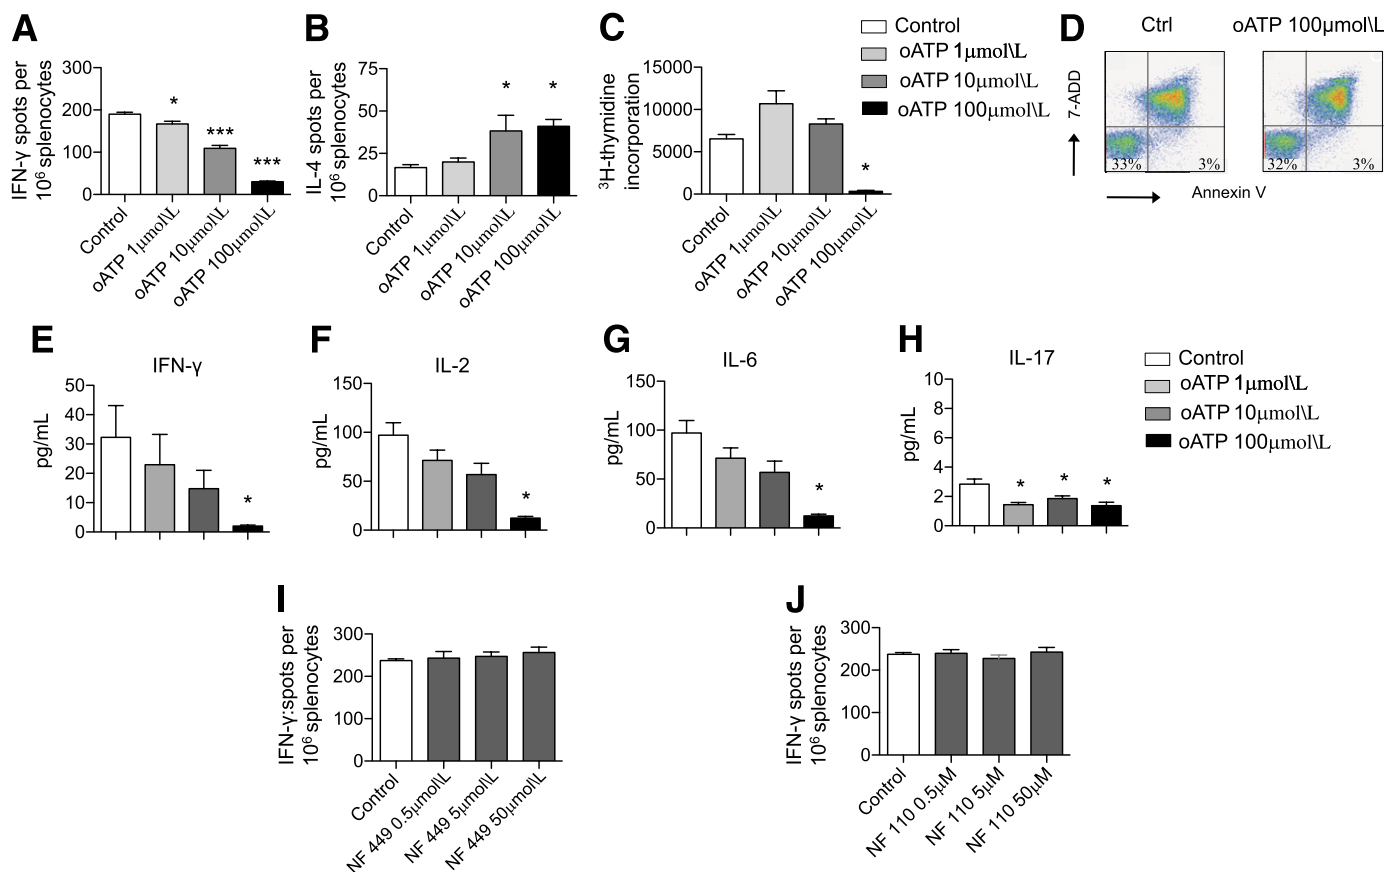 A
IFN-γ spots per
10⁶ splenocytes
300
200
100
0
*
***
***
Control
oATP 1μmol\L
oATP 10μmol\L
oATP 100μmol\L
B
IL-4 spots per
10⁶ splenocytes
75
50
25
0
*
*
Control
oATP 1μmol\L
oATP 10μmol\L
oATP 100μmol\L
C
³H-thymidine
incorporation
15000
10000
5000
0
*
Control
oATP 1μmol\L
oATP 10μmol\L
oATP 100μmol\L
Control
oATP 1μmol\L
oATP 10μmol\L
oATP 100μmol\L
D
Ctrl
oATP 100μmol\L
7-ADD
33%
3%
32%
3%
Annexin V
E
IFN-γ
pg/mL
50
40
30
20
10
0
*
F
IL-2
pg/mL
150
100
50
0
*
G
IL-6
pg/mL
150
100
50
0
*
H
IL-17
pg/mL
10
8
6
4
2
0
*
*
*
Control
oATP 1μmol\L
oATP 10μmol\L
oATP 100μmol\L
I
IFN-γ:spots per
10⁶ splenocytes
300
200
100
0
Control
NF 449 0.5μmol\L
NF 449 5μmol\L
NF 449 50μmol\L
J
IFN-γ spots per
10⁶ splenocytes
300
200
100
0
Control
NF 110 0.5μM
NF 110 5μM
NF 110 50μM